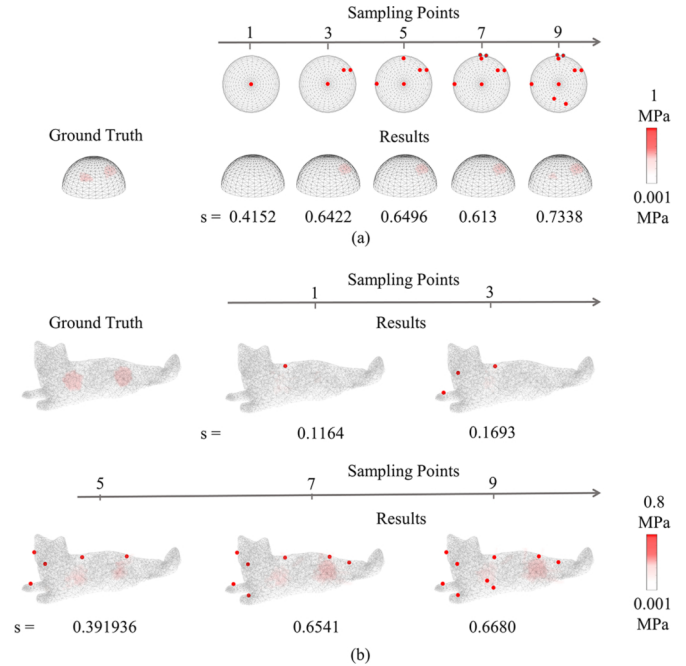 Sampling Points
1 3 5 7 9
Ground Truth
Results
1
MPa
0.001
MPa
s = 0.4152 0.6422 0.6496 0.613 0.7338
(a)
Sampling Points
1 3
Ground Truth
Results
s = 0.1164 0.1693
Sampling Points
5 7 9
Results
0.8
MPa
0.001
MPa
s = 0.391936 0.6541 0.6680
(b)